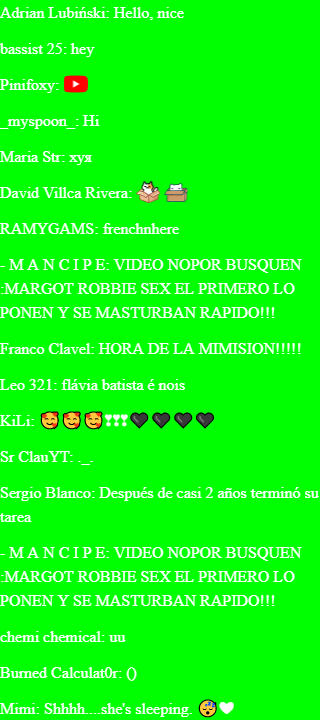 Adrian Lubiński: Hello, nice
bassist 25: hey
Pinifoxy:
_myspoon_: Hi
Maria Str: хуя
David Villca Rivera:
RAMYGAMS: frenchnhere
- M A N C I P E: VIDEO NOPOR BUSQUEN
:MARGOT ROBBIE SEX EL PRIMERO LO
PONEN Y SE MASTURBAN RAPIDO!!!
Franco Clavel: HORA DE LA MIMISION!!!!!
Leo 321: flávia batista é nois
KiLi: 🥰🥰🥰❣❣❣🖤🖤🖤🖤
Sr ClauYT: ._.
Sergio Blanco: Después de casi 2 años terminó su
tarea
- M A N C I P E: VIDEO NOPOR BUSQUEN
:MARGOT ROBBIE SEX EL PRIMERO LO
PONEN Y SE MASTURBAN RAPIDO!!!
chemi chemical: uu
Burned Calculat0r: ()
Mimi: Shhhh....she's sleeping. 😴🤍